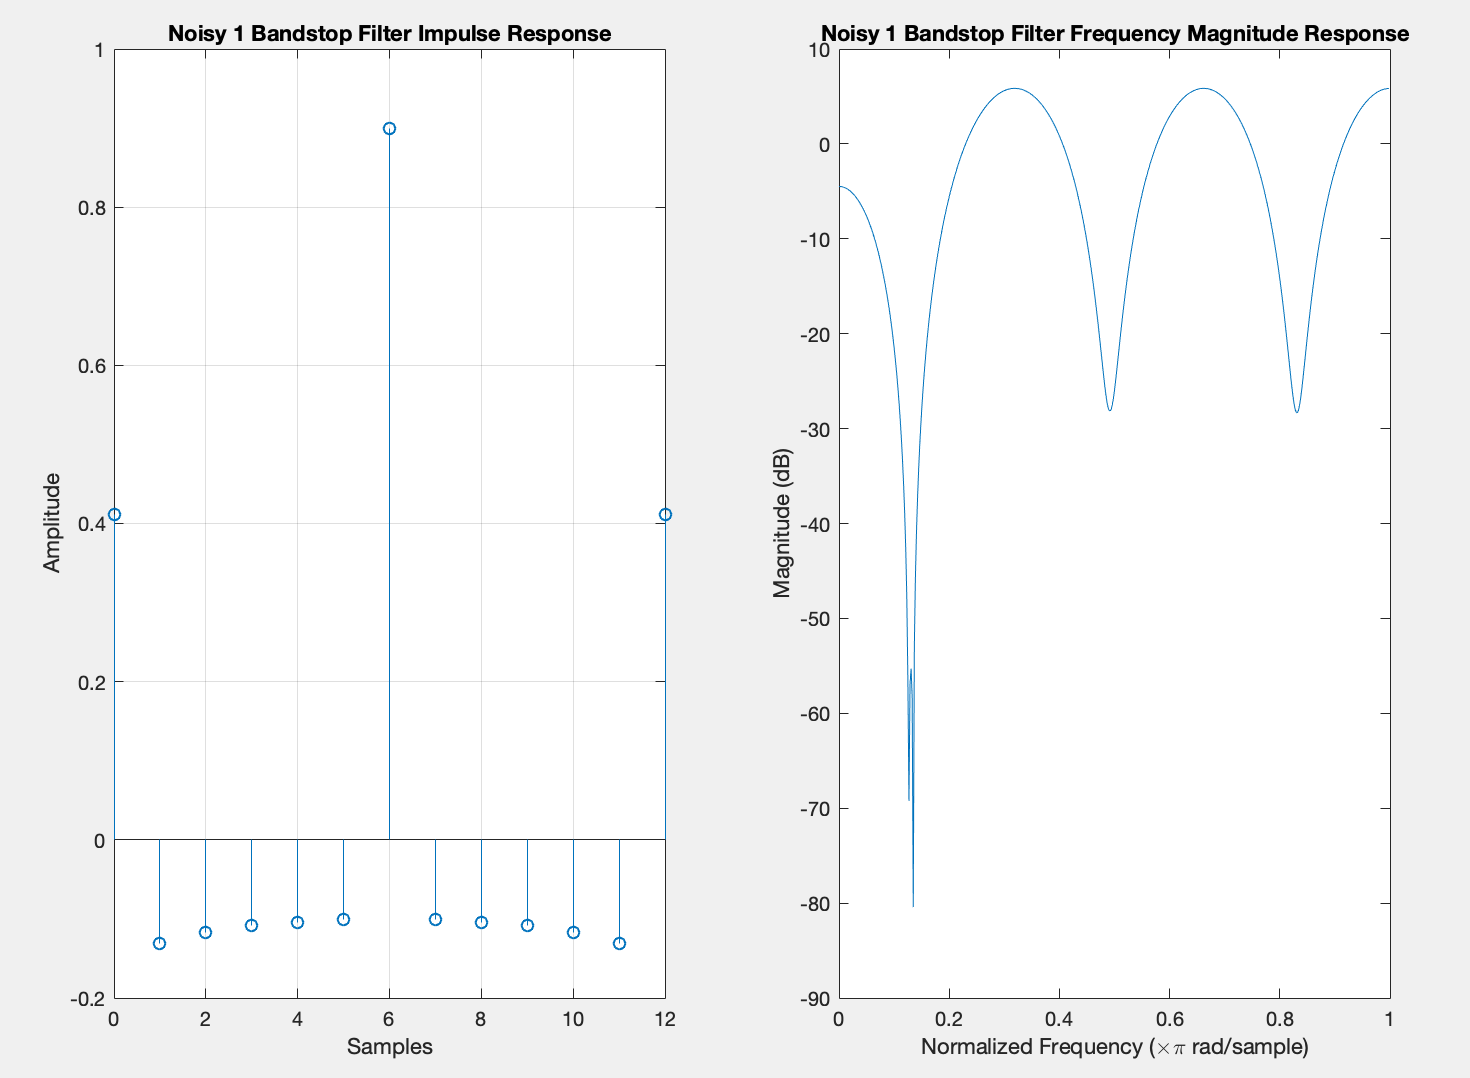 Noisy 1 Bandstop Filter Impulse Response
1
0.8
0.6
0.4
0.2
0
-0.2
0 2 4 6 8 10 12
Samples
Amplitude
Noisy 1 Bandstop Filter Frequency Magnitude Response
10
0
-10
-20
-30
-40
-50
-60
-70
-80
-90
0 0.2 0.4 0.6 0.8 1
Normalized Frequency (×π rad/sample)
Magnitude (dB)